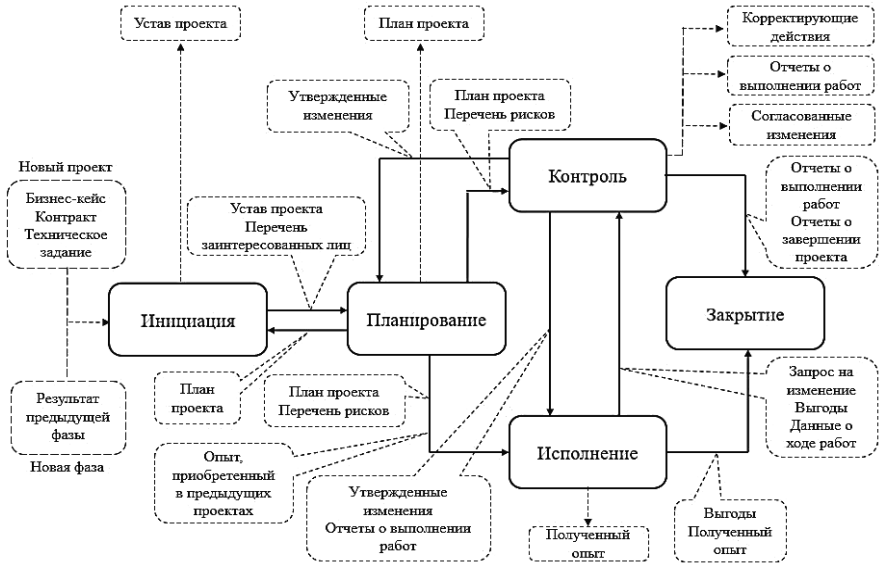 Устав проекта
План проекта
Корректирующие
действия
Отчеты о
выполнении работ
Согласованные
изменения
Утвержденные
изменения
План проекта
Перечень рисков
Контроль
Новый проект
Бизнес-кейс
Контракт
Техническое
задание
Устав проекта
Перечень
заинтересованных лиц
Отчеты о
выполнении
работ
Отчеты о
завершении
проекта
Инициация
Планирование
Закрытие
План
проекта
План проекта
Перечень рисков
Запрос на
изменение
Выгоды
Данные о
ходе работ
Результат
предыдущей
фазы
Новая фаза
Опыт,
приобретенный
в предыдущих
проектах
Исполнение
Утвержденные
изменения
Отчеты о выполнении
работ
Полученный
опыт
Выгоды
Полученный
опыт